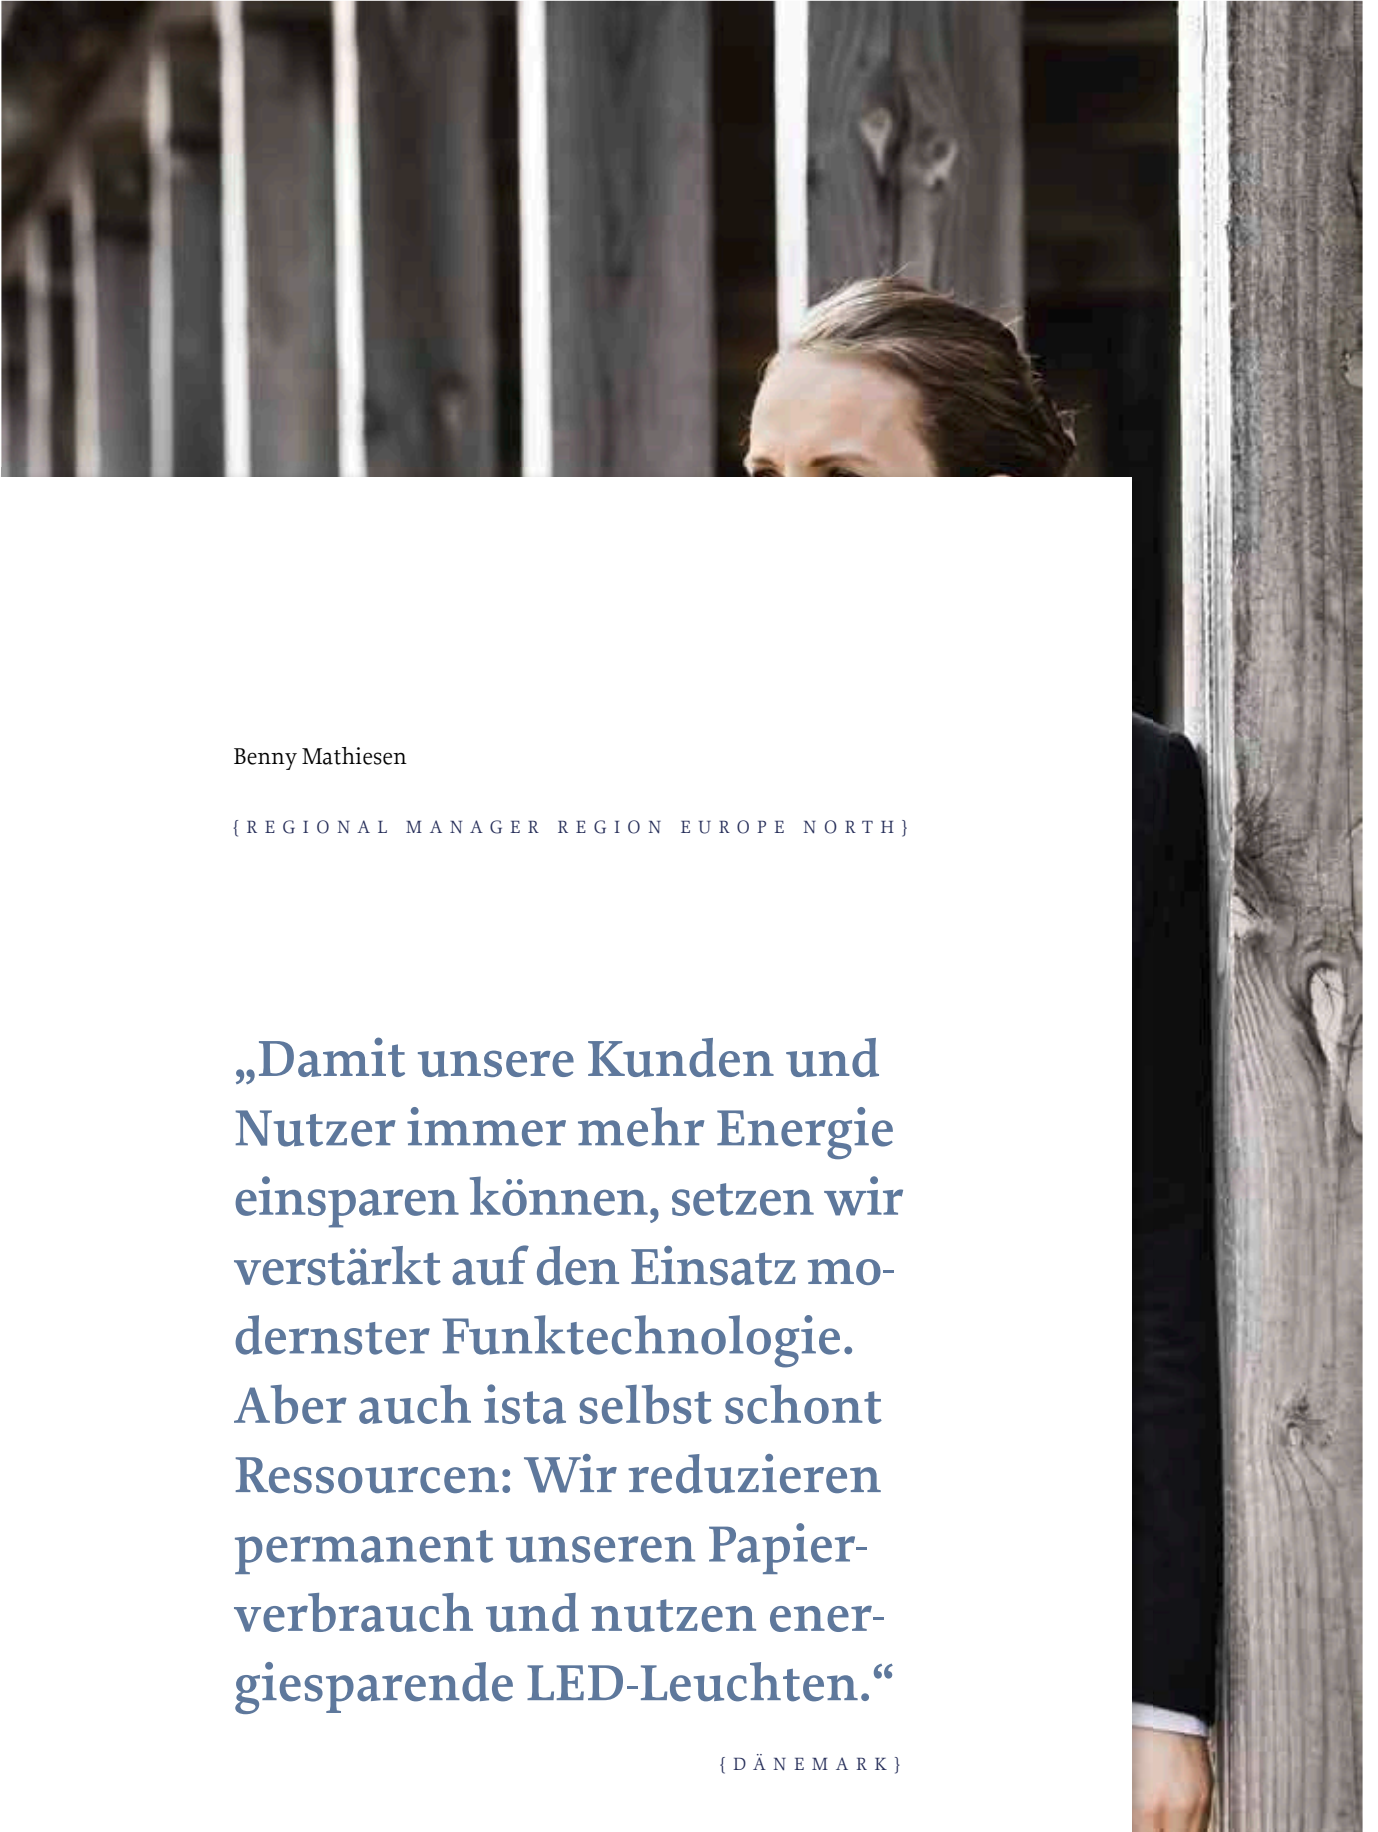 Benny Mathiesen
{REGIONAL MANAGER REGION EUROPE NORTH}
„Damit unsere Kunden und
Nutzer immer mehr Energie
einsparen können, setzen wir
verstärkt auf den Einsatz mo-
dernster Funktechnologie.
Aber auch ista selbst schont
Ressourcen: Wir reduzieren
permanent unseren Papier-
verbrauch und nutzen ener-
giesparende LED-Leuchten.“
{DÄNEMARK}